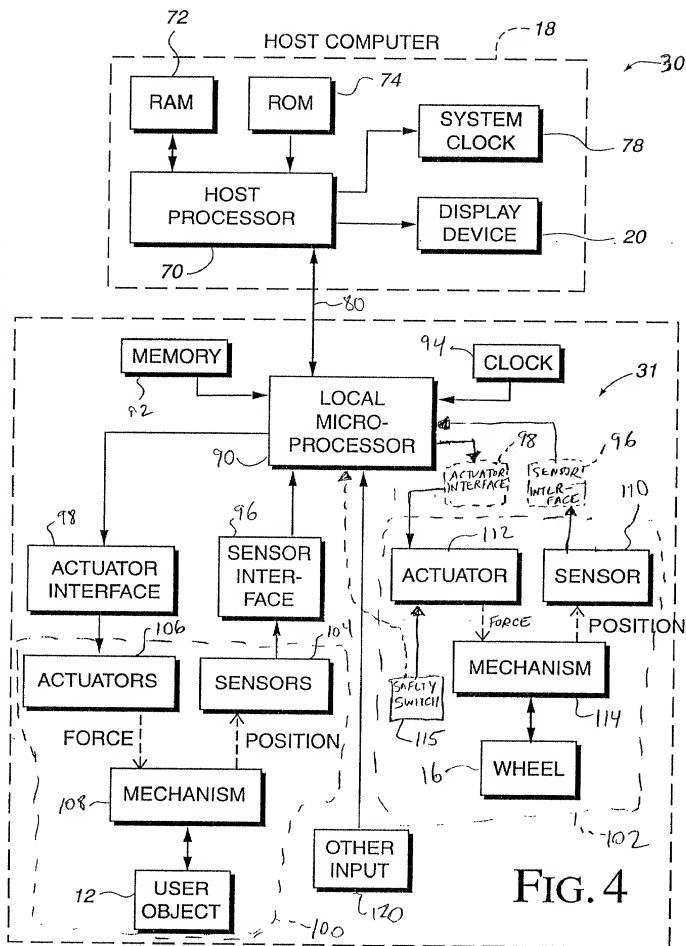 72
HOST COMPUTER
18
30
RAM
ROM
74
SYSTEM
CLOCK
78
HOST
PROCESSOR
70
DISPLAY
DEVICE
20
80
MEMORY
92
94
CLOCK
31
LOCAL
MICRO-
PROCESSOR
90
98
ACTUATOR
INTERFACE
96
SENSOR
INTER-
FACE
98
ACTUATOR
INTERFACE
96
SENSOR
INTER-
FACE
110
112
ACTUATOR
SENSOR
106
ACTUATORS
104
SENSORS
FORCE
POSITION
FORCE
POSITION
MECHANISM
114
SAFETY
SWITCH
115
108
MECHANISM
16
WHEEL
102
12
USER
OBJECT
100
OTHER
INPUT
120
FIG. 4